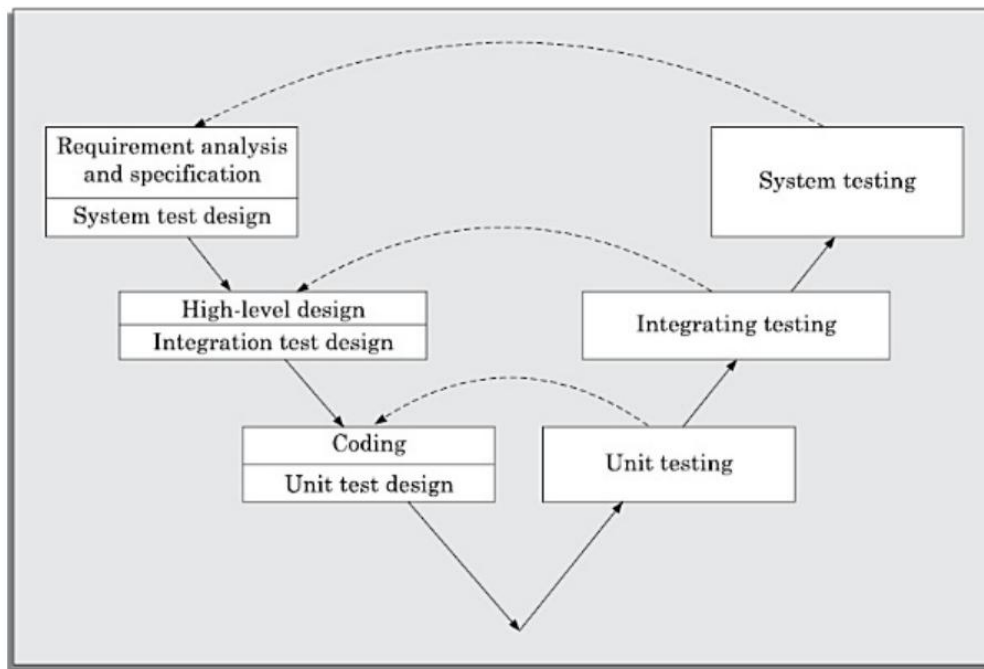 Requirement analysis
and specification
System test design
System testing
High-level design
Integration test design
Integrating testing
Coding
Unit test design
Unit testing